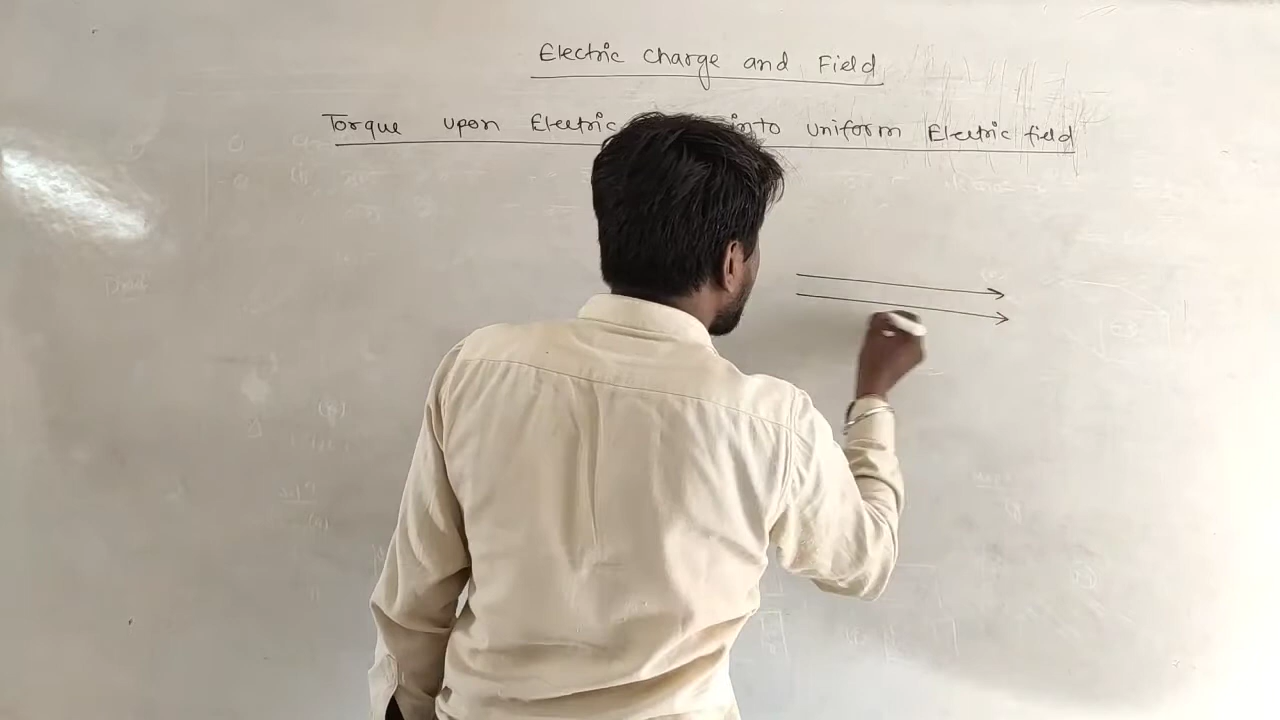 Electric charge and Field
Torque upon Electric into uniform Electric field